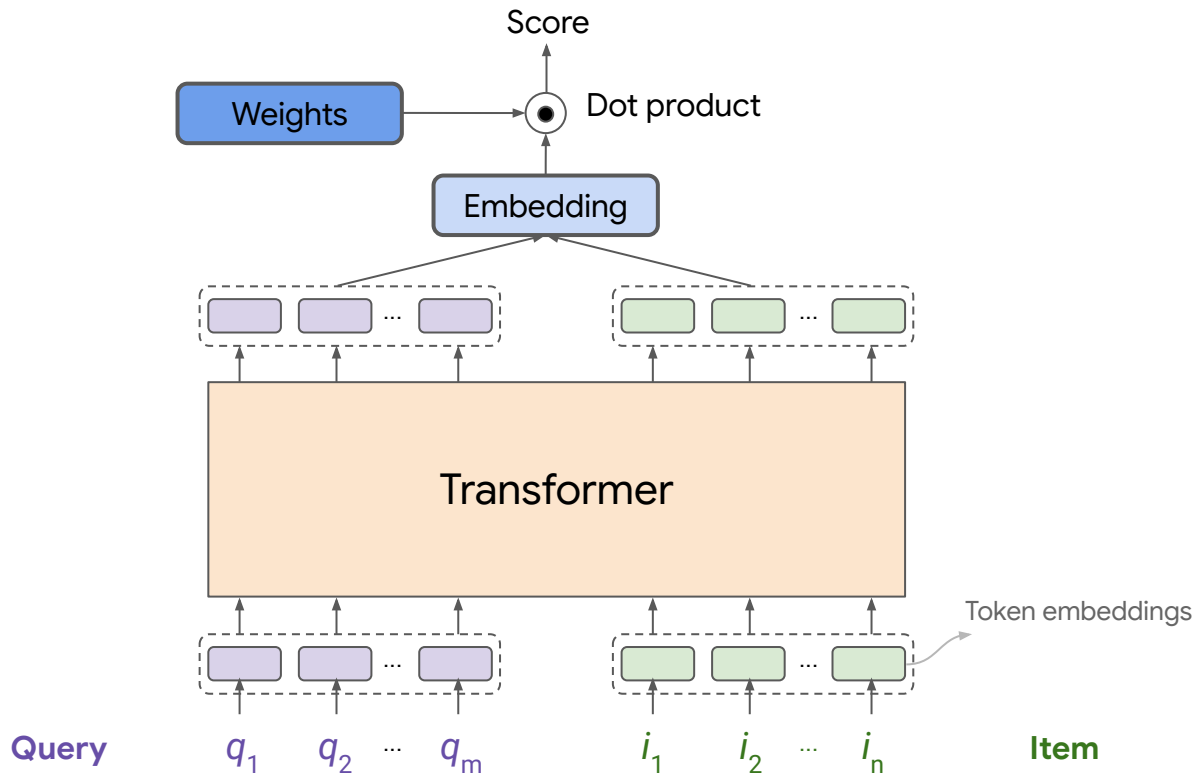 Score
Weights
Dot product
Embedding
... ...
Transformer
Token embeddings
... ...
Query q₁ q₂ ... qₘ i₁ i₂ ... iₙ Item